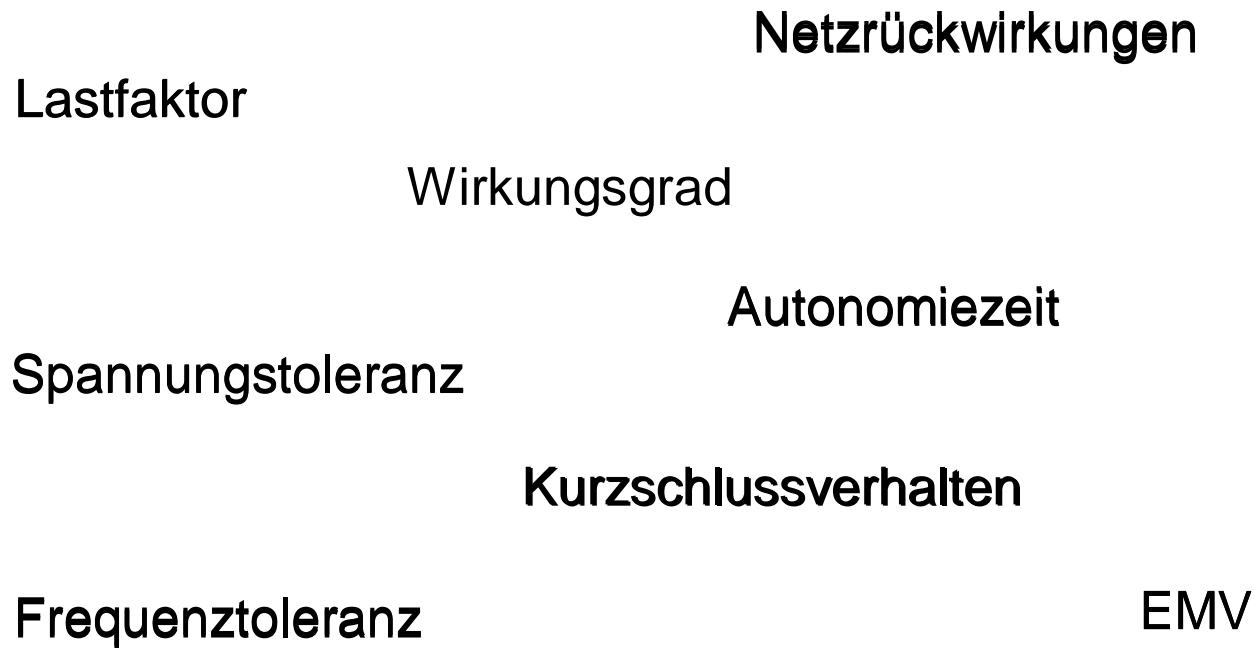 Netzrückwirkungen
Lastfaktor
Wirkungsgrad
Autonomiezeit
Spannungstoleranz
Kurzschlussverhalten
Frequenztoleranz
EMV